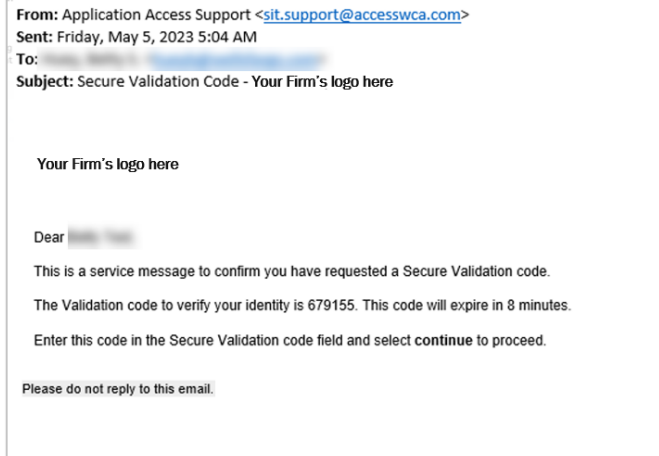 From: Application Access Support <sit.support@accesswca.com>
Sent: Friday, May 5, 2023 5:04 AM
To:
Subject: Secure Validation Code - Your Firm's logo here
Your Firm's logo here
Dear
This is a service message to confirm you have requested a Secure Validation code.
The Validation code to verify your identity is 679155. This code will expire in 8 minutes.
Enter this code in the Secure Validation code field and select continue to proceed.
Please do not reply to this email.